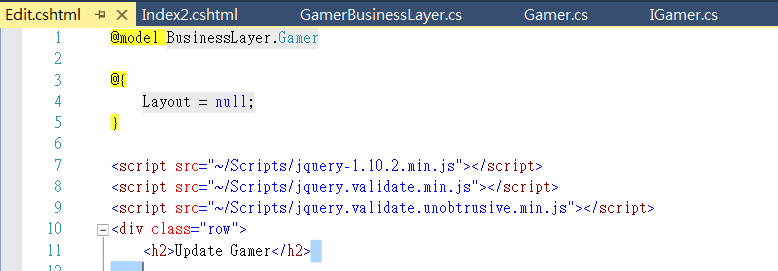 Edit.cshtml Index2.cshtml GamerBusinessLayer.cs Gamer.cs IGamer.cs
1 @model BusinessLayer.Gamer
2
3 @{
4 Layout = null;
5 }
6
7 <script src="~/Scripts/jquery-1.10.2.min.js"></script>
8 <script src="~/Scripts/jquery.validate.min.js"></script>
9 <script src="~/Scripts/jquery.validate.unobtrusive.min.js"></script>
10 <div class="row">
11 <h2>Update Gamer</h2>
12